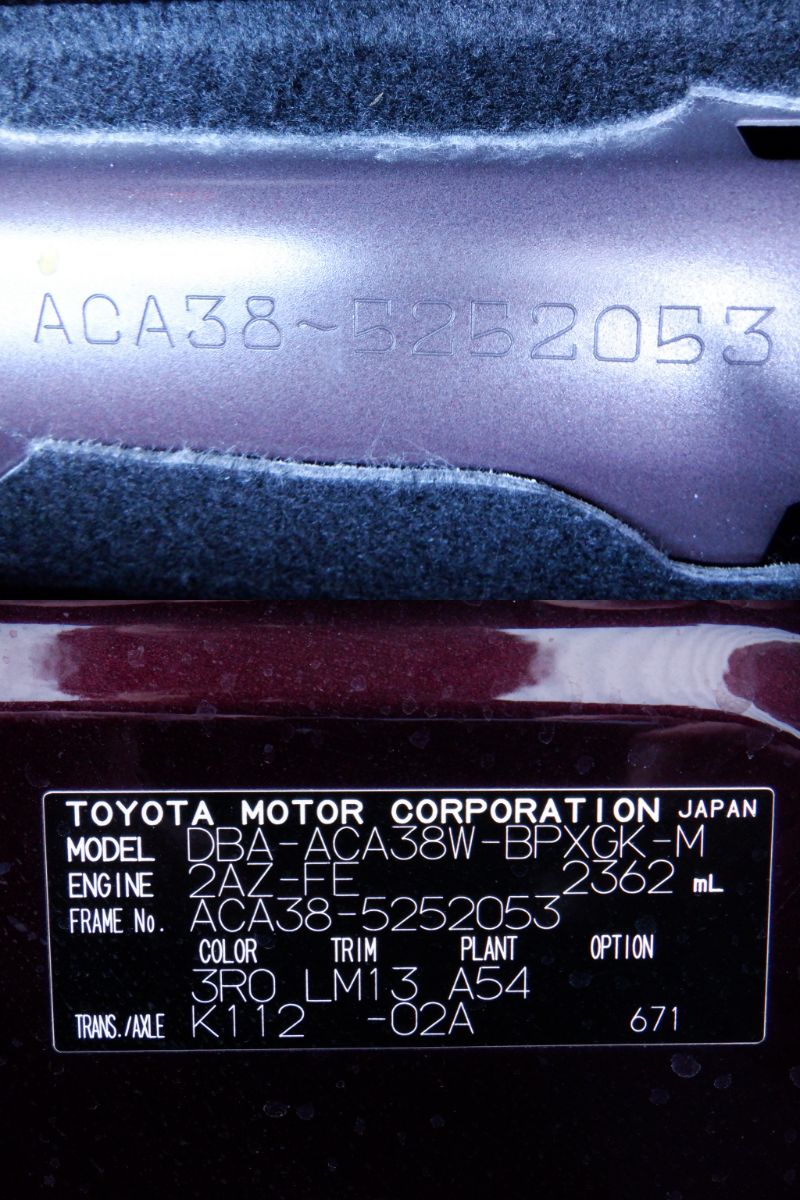 ACA38-5252053
TOYOTA MOTOR CORPORATION JAPAN
MODEL DBA-ACA38W-BPXGK-M
ENGINE 2AZ-FE 2362 mL
FRAME No. ACA38-5252053
COLOR TRIM PLANT OPTION
3R0 LM13 A54
TRANS./AXLE K112 -02A 671